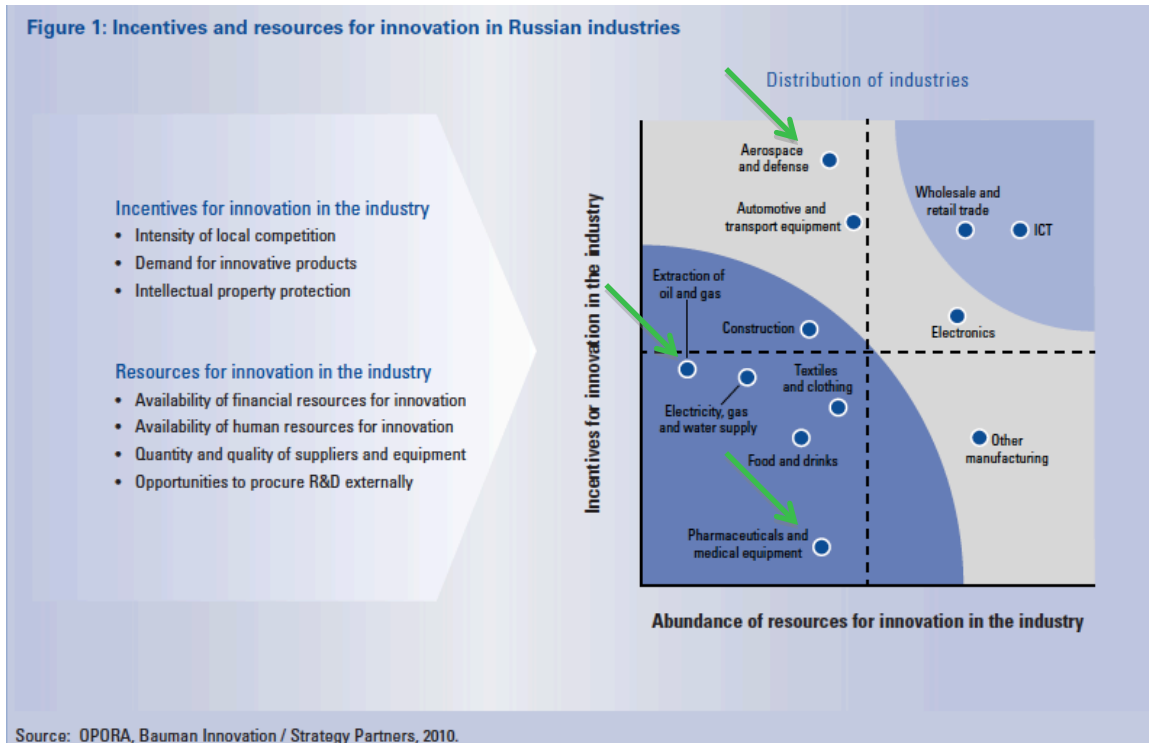 Figure 1: Incentives and resources for innovation in Russian industries
Incentives for innovation in the industry
• Intensity of local competition
• Demand for innovative products
• Intellectual property protection
Resources for innovation in the industry
• Availability of financial resources for innovation
• Availability of human resources for innovation
• Quantity and quality of suppliers and equipment
• Opportunities to procure R&D externally
Distribution of industries
Incentives for innovation in the industry
Aerospace
and defense
Automotive and
transport equipment
Wholesale and
retail trade
ICT
Extraction of
oil and gas
Construction
Electronics
Textiles
and clothing
Electricity, gas
and water supply
Food and drinks
Other
manufacturing
Pharmaceuticals and
medical equipment
Abundance of resources for innovation in the industry
Source: OPORA, Bauman Innovation / Strategy Partners, 2010.